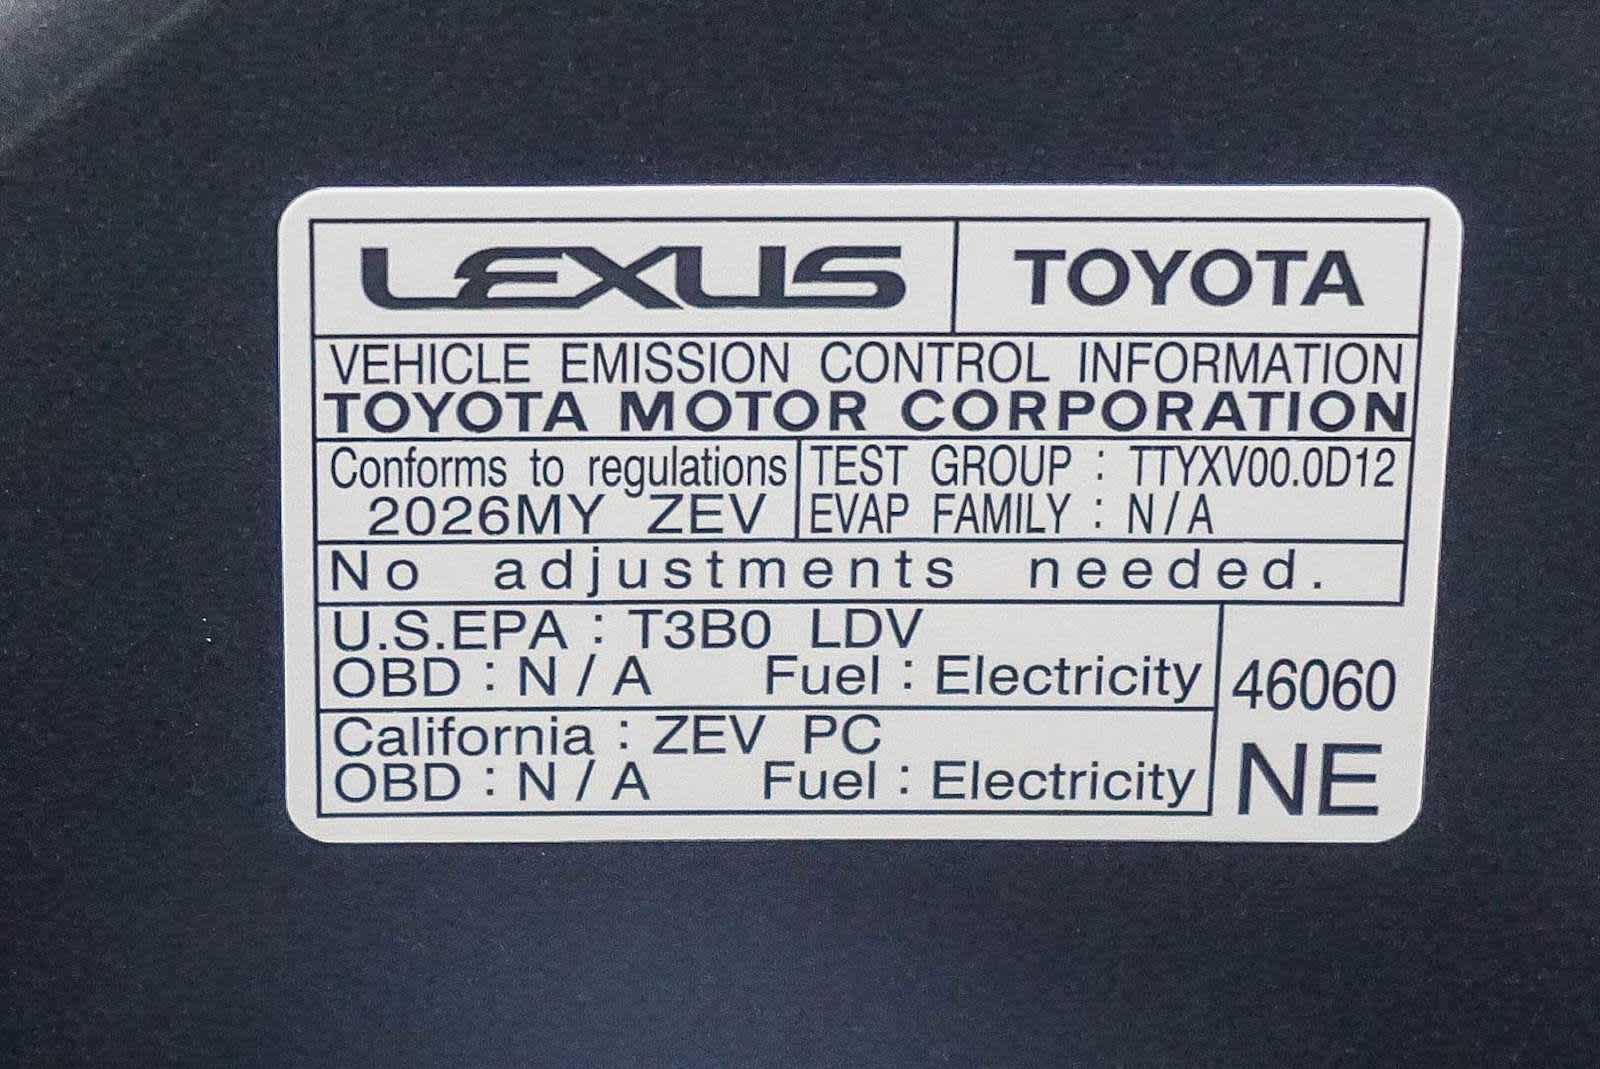 LEXUS TOYOTA
VEHICLE EMISSION CONTROL INFORMATION
TOYOTA MOTOR CORPORATION
Conforms to regulations
2026MY ZEV
TEST GROUP : TTYXV00.0D12
EVAP FAMILY : N/A
No adjustments needed.
U.S.EPA : T3B0 LDV
OBD : N/A Fuel : Electricity
California : ZEV PC
OBD : N/A Fuel : Electricity
46060
NE